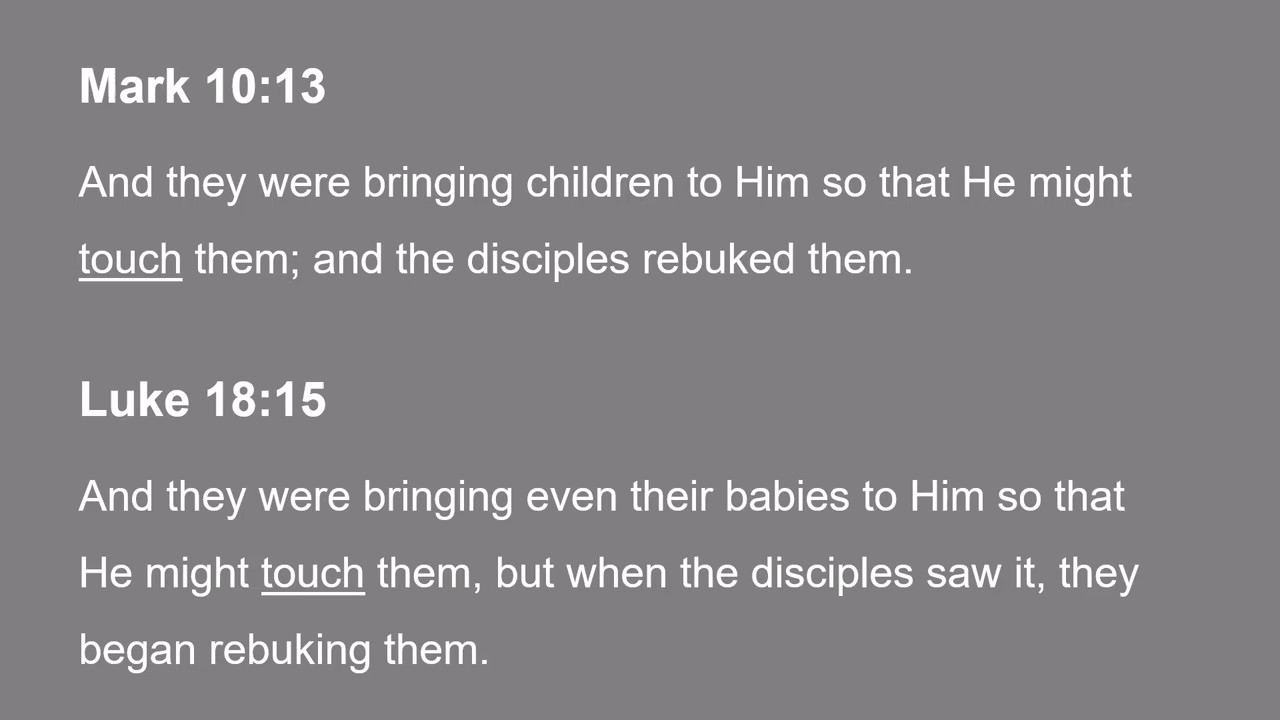 Mark 10:13
And they were bringing children to Him so that He might
touch them; and the disciples rebuked them.
Luke 18:15
And they were bringing even their babies to Him so that
He might touch them, but when the disciples saw it, they
began rebuking them.